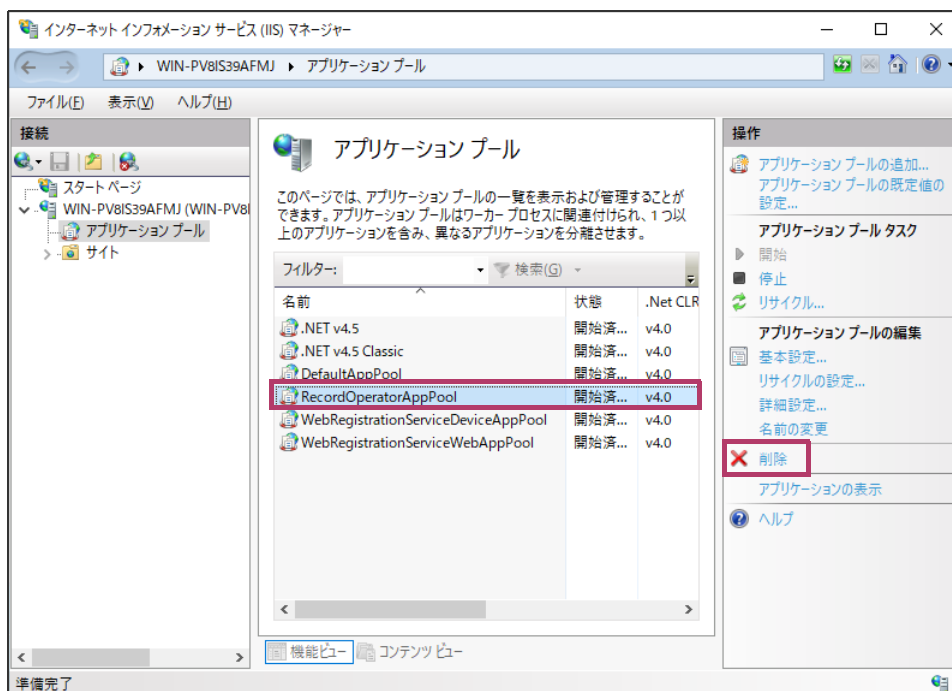 インターネット インフォメーション サービス (IIS) マネージャー
WIN-PV8IS39AFMJ アプリケーション プール
ファイル(F) 表示(V) ヘルプ(H)
接続
スタート ページ
WIN-PV8IS39AFMJ (WIN-PV8I
アプリケーション プール
サイト
アプリケーション プール
このページでは、アプリケーション プールの一覧を表示および管理することが
できます。アプリケーション プールはワーカー プロセスに関連付けられ、1 つ以
上のアプリケーションを含み、異なるアプリケーションを分離させます。
フィルター: 検索(G)
名前 状態 .Net CLR
.NET v4.5 開始済... v4.0
.NET v4.5 Classic 開始済... v4.0
DefaultAppPool 開始済... v4.0
RecordOperatorAppPool 開始済... v4.0
WebRegistrationServiceDeviceAppPool 開始済... v4.0
WebRegistrationServiceWebAppPool 開始済... v4.0
機能ビュー コンテンツ ビュー
操作
アプリケーション プールの追加...
アプリケーション プールの既定値の
設定...
アプリケーション プール タスク
開始
停止
リサイクル...
アプリケーション プールの編集
基本設定...
リサイクルの設定...
詳細設定...
名前の変更
削除
アプリケーションの表示
ヘルプ
準備完了